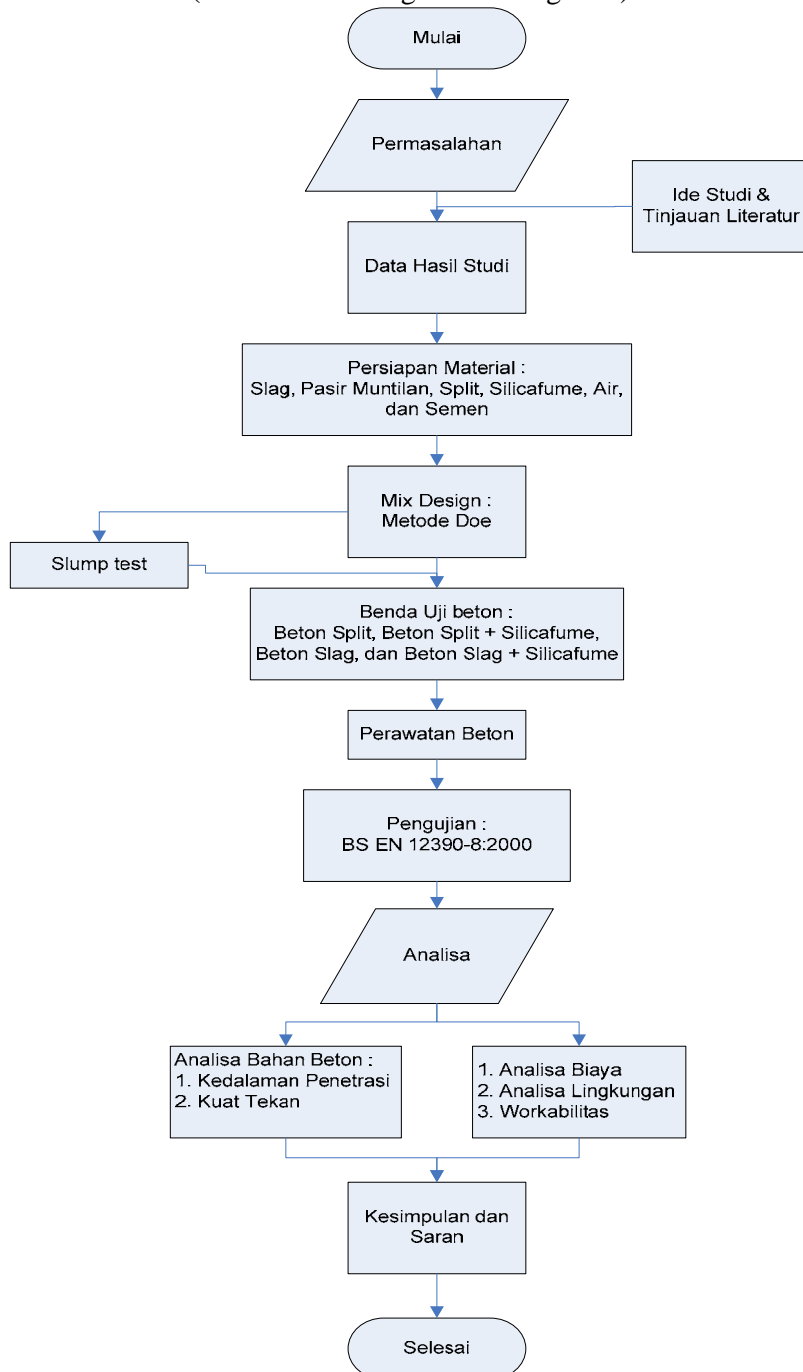 Mulai
Permasalahan
Ide Studi &
Tinjauan Literatur
Data Hasil Studi
Persiapan Material :
Slag, Pasir Muntilan, Split, Silicafume, Air,
dan Semen
Mix Design :
Metode Doe
Slump test
Benda Uji beton :
Beton Split, Beton Split + Silicafume,
Beton Slag, dan Beton Slag + Silicafume
Perawatan Beton
Pengujian :
BS EN 12390-8:2000
Analisa
Analisa Bahan Beton :
1. Kedalaman Penetrasi
2. Kuat Tekan
1. Analisa Biaya
2. Analisa Lingkungan
3. Workabilitas
Kesimpulan dan
Saran
Selesai